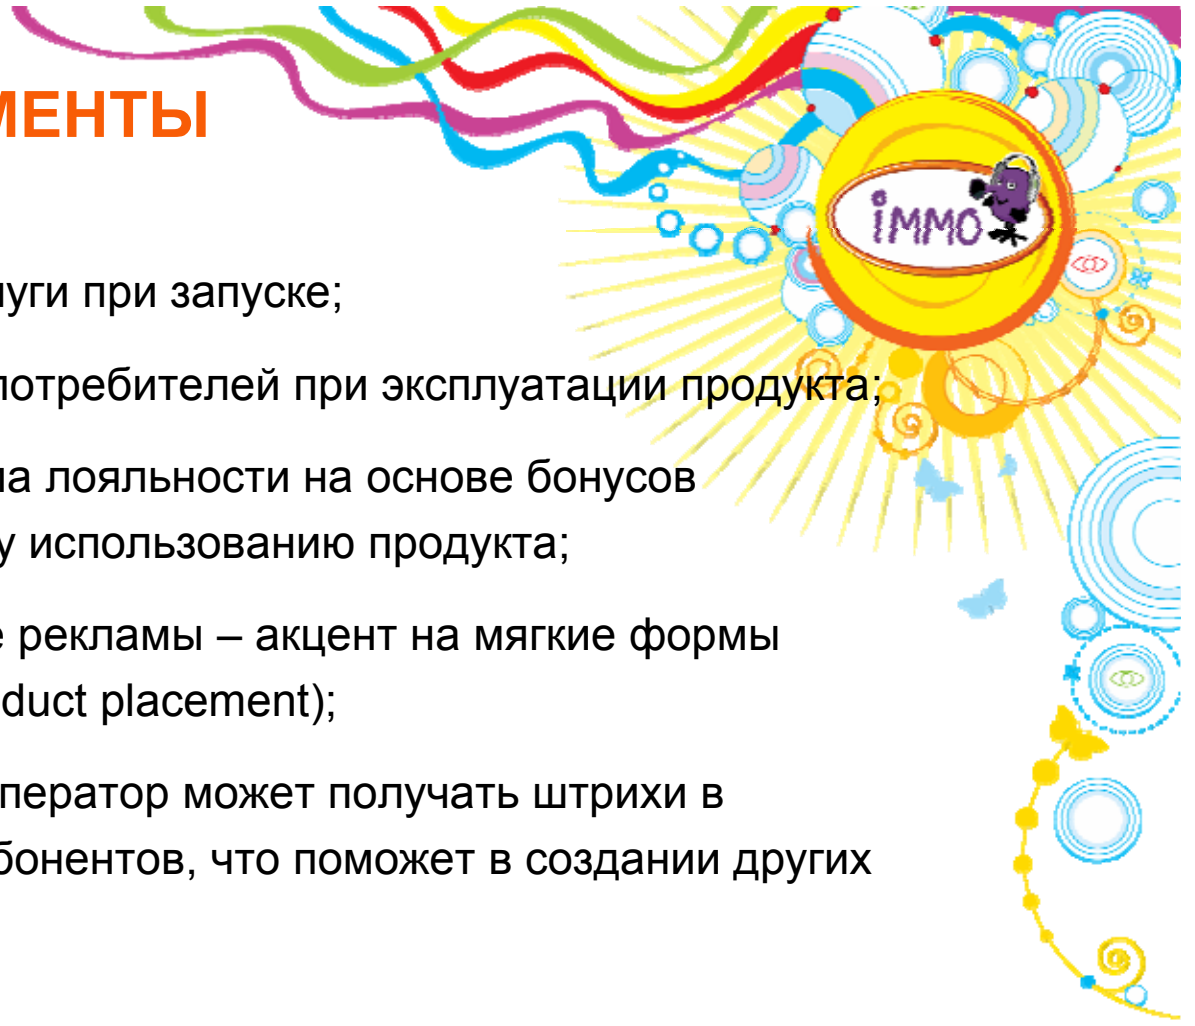 МЕНТЫ
iММО
луги при запуске;
потребителей при эксплуатации продукта;
на лояльности на основе бонусов
у использованию продукта;
е рекламы – акцент на мягкие формы
duct placement);
ператор может получать штрихи в
бонентов, что поможет в создании других